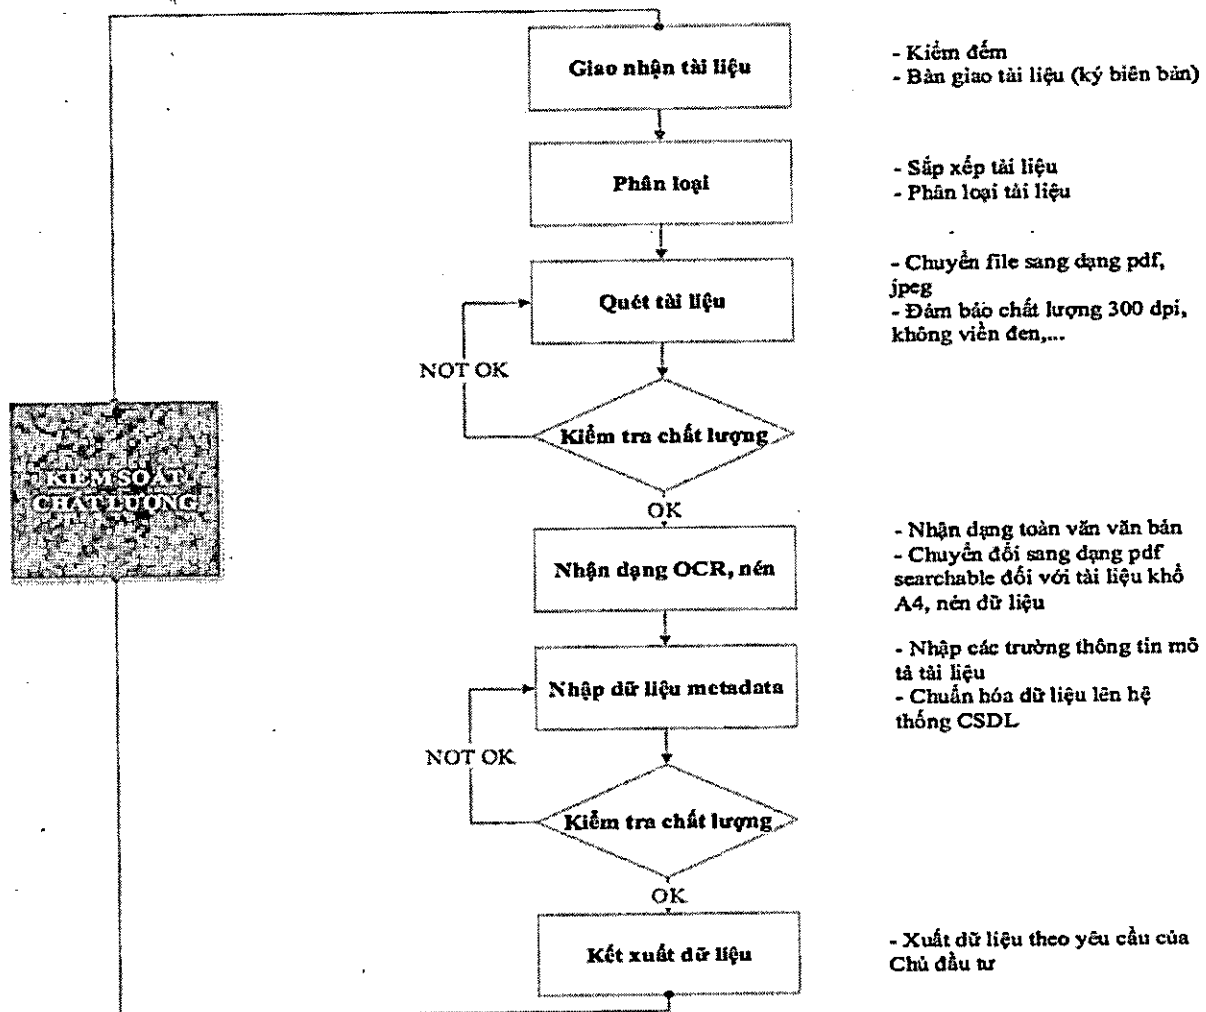 Giao nhận tài liệu
- Kiểm đếm
- Bàn giao tài liệu (ký biên bản)
Phân loại
- Sắp xếp tài liệu
- Phân loại tài liệu
Quét tài liệu
- Chuyển file sang dạng pdf,
jpeg
- Đảm bảo chất lượng 300 dpi,
không viền đen,...
NOT OK
Kiểm tra chất lượng
KIỂM SOÁT
CHẤT LƯỢNG
OK
Nhận dạng OCR, nén
- Nhận dạng toàn văn văn bản
- Chuyển đổi sang dạng pdf
searchable đối với tài liệu khổ
A4, nén dữ liệu
Nhập dữ liệu metadata
- Nhập các trường thông tin mô
tả tài liệu
- Chuẩn hóa dữ liệu lên hệ
thống CSDL
NOT OK
Kiểm tra chất lượng
OK
Kết xuất dữ liệu
- Xuất dữ liệu theo yêu cầu của
Chủ đầu tư